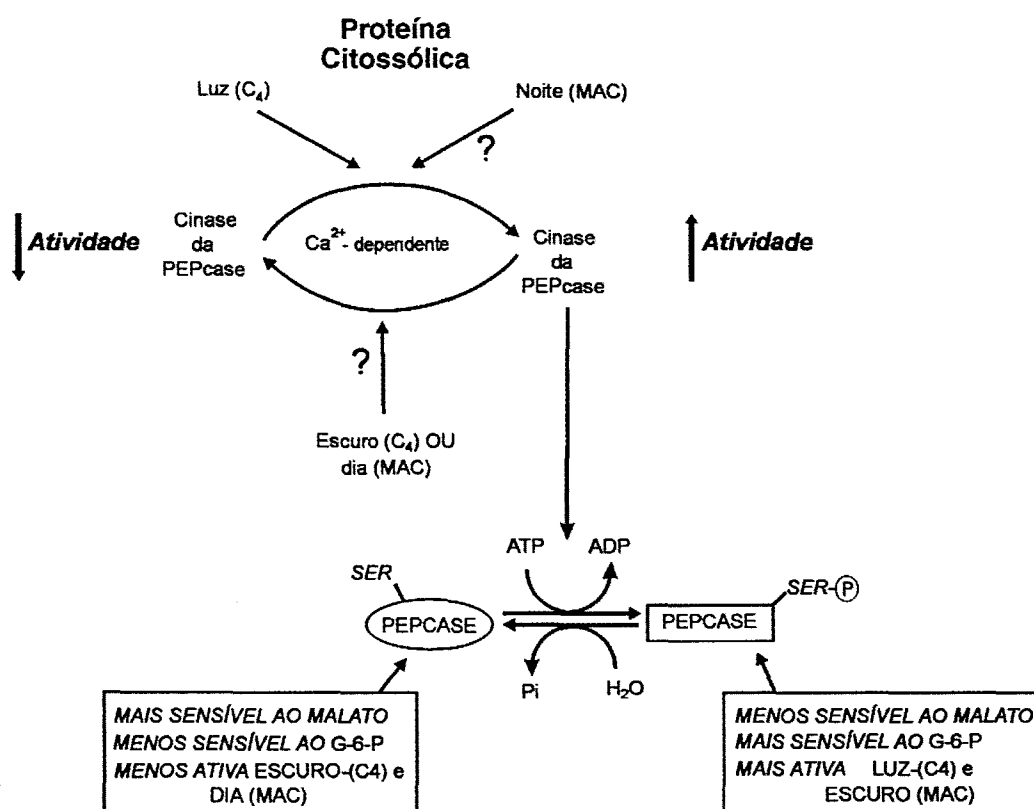 Proteína
Citossólica
Luz (C₄)
Noite (MAC)
?
Atividade
Cinase
da
PEPcase
Ca²⁺- dependente
Cinase
da
PEPcase
Atividade
?
Escuro (C₄) OU
dia (MAC)
ATP
ADP
SER
PEPCASE
SER-P
PEPCASE
Pi
H₂O
MAIS SENSÍVEL AO MALATO
MENOS SENSÍVEL AO G-6-P
MENOS ATIVA ESCURO-(C4) e
DIA (MAC)
MENOS SENSÍVEL AO MALATO
MAIS SENSÍVEL AO G-6-P
MAIS ATIVA LUZ-(C4) e
ESCURO (MAC)